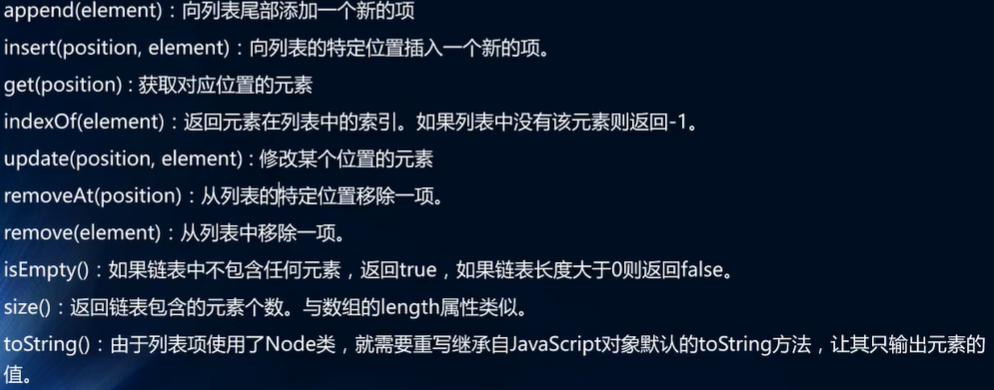 append(element)：向列表尾部添加一个新的项
insert(position, element)：向列表的特定位置插入一个新的项。
get(position)：获取对应位置的元素
indexOf(element)：返回元素在列表中的索引。如果列表中没有该元素则返回-1。
update(position, element)：修改某个位置的元素
removeAt(position)：从列表的特定位置移除一项。
remove(element)：从列表中移除一项。
isEmpty()：如果链表中不包含任何元素，返回true，如果链表长度大于0则返回false。
size()：返回链表包含的元素个数。与数组的length属性类似。
toString()：由于列表项使用了Node类，就需要重写继承自JavaScript对象默认的toString方法，让其只输出元素的
值。